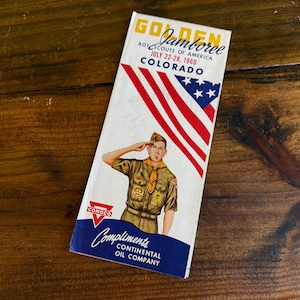 GOLDEN
Jamboree
BOY SCOUTS OF AMERICA
JULY 22-28, 1960
COLORADO
CONOCO
Compliments
CONTINENTAL
OIL COMPANY